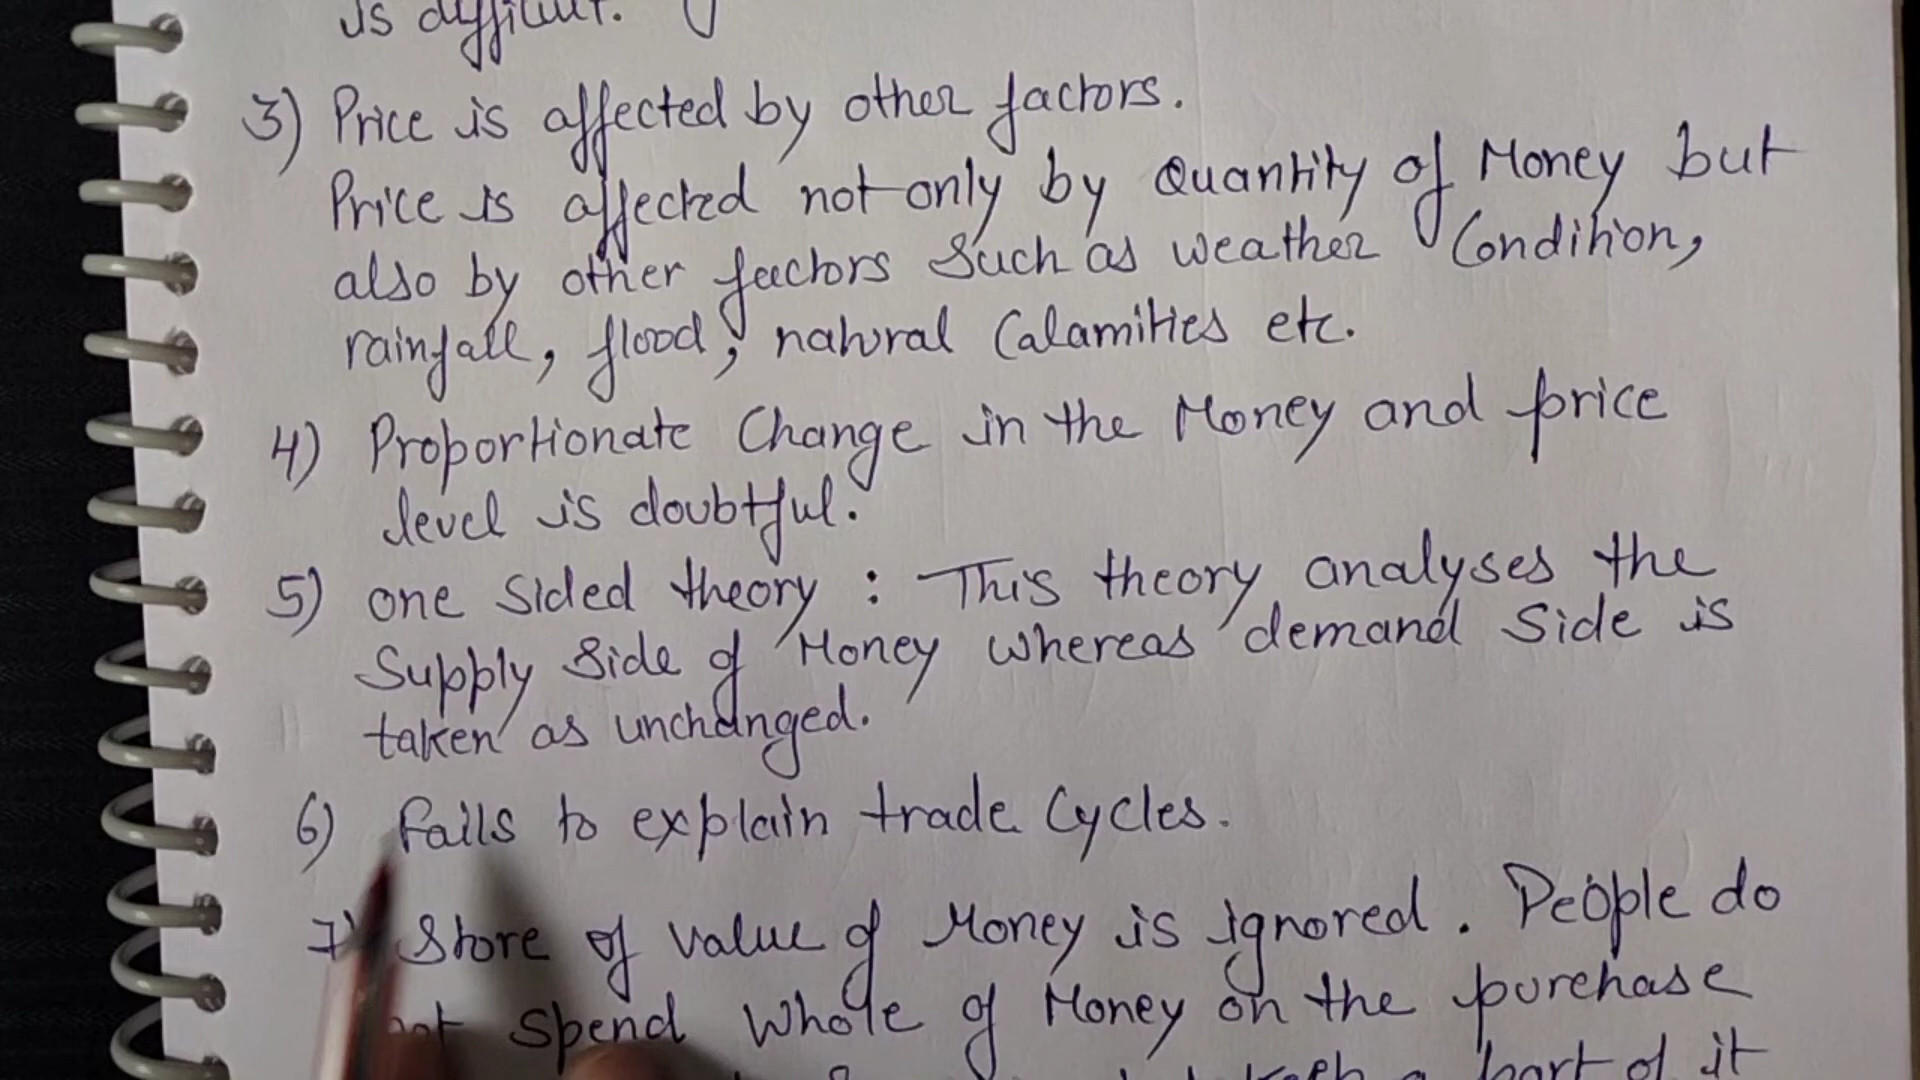 is difficult.
3) Price is affected by other factors.
Price is affected not only by Quantity of Money but
also by other factors such as weather Condition,
rainfall, flood, natural Calamities etc.
4) Proportionate Change in the Money and price
level is doubtful.
5) one sided theory : This theory analyses the
Supply side of Money whereas demand side is
taken as unchanged.
6) Fails to explain trade Cycles.
7) Store of value of Money is ignored. People do
not spend whole of Money on the purchase
a part of it